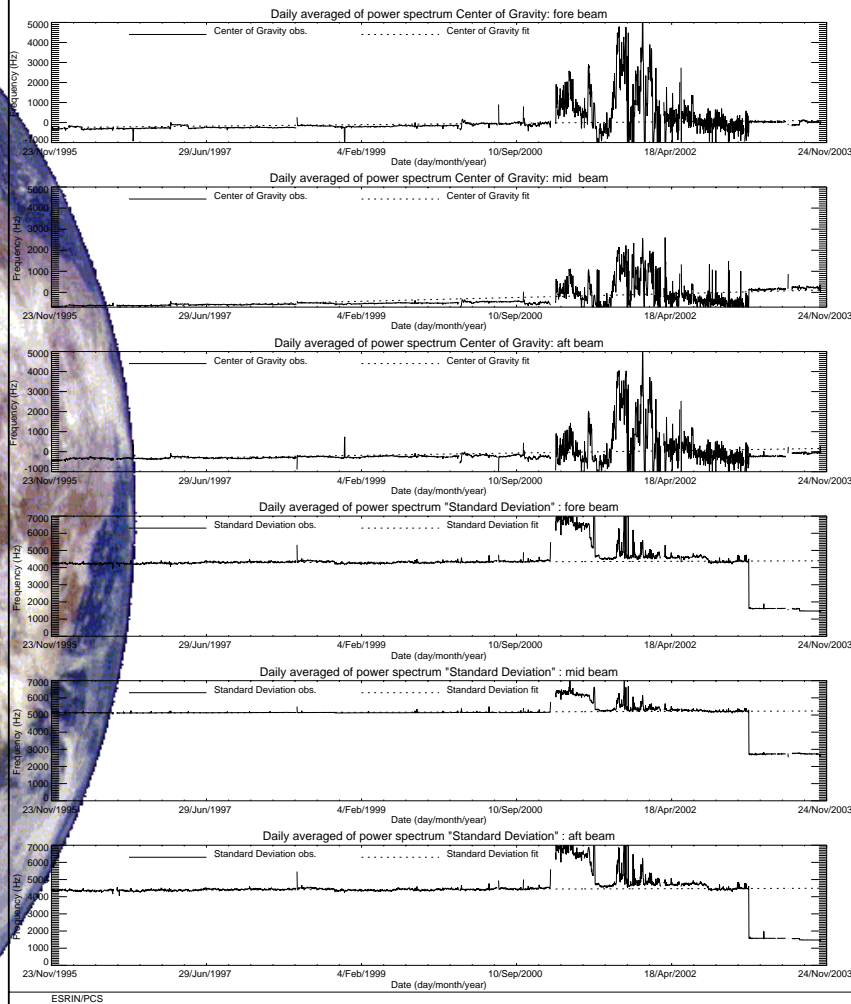 Daily averaged of power spectrum Center of Gravity: fore beam
Center of Gravity obs. Center of Gravity fit
Frequency (Hz)
5000
4000
3000
2000
1000
0
-1000
23/Nov/1995 29/Jun/1997 4/Feb/1999 10/Sep/2000 18/Apr/2002 24/Nov/2003
Date (day/month/year)
Daily averaged of power spectrum Center of Gravity: mid beam
Center of Gravity obs. Center of Gravity fit
Frequency (Hz)
5000
4000
3000
2000
1000
0
23/Nov/1995 29/Jun/1997 4/Feb/1999 10/Sep/2000 18/Apr/2002 24/Nov/2003
Date (day/month/year)
Daily averaged of power spectrum Center of Gravity: aft beam
Center of Gravity obs. Center of Gravity fit
Frequency (Hz)
5000
4000
3000
2000
1000
0
-1000
23/Nov/1995 29/Jun/1997 4/Feb/1999 10/Sep/2000 18/Apr/2002 24/Nov/2003
Date (day/month/year)
Daily averaged of power spectrum "Standard Deviation" : fore beam
Standard Deviation obs. Standard Deviation fit
Frequency (Hz)
7000
6000
5000
4000
3000
2000
1000
0
23/Nov/1995 29/Jun/1997 4/Feb/1999 10/Sep/2000 18/Apr/2002 24/Nov/2003
Date (day/month/year)
Daily averaged of power spectrum "Standard Deviation" : mid beam
Standard Deviation obs. Standard Deviation fit
Frequency (Hz)
7000
6000
5000
4000
3000
2000
1000
0
23/Nov/1995 29/Jun/1997 4/Feb/1999 10/Sep/2000 18/Apr/2002 24/Nov/2003
Date (day/month/year)
Daily averaged of power spectrum "Standard Deviation" : aft beam
Standard Deviation obs. Standard Deviation fit
Frequency (Hz)
7000
6000
5000
4000
3000
2000
1000
0
23/Nov/1995 29/Jun/1997 4/Feb/1999 10/Sep/2000 18/Apr/2002 24/Nov/2003
Date (day/month/year)
ESRIN/PCS